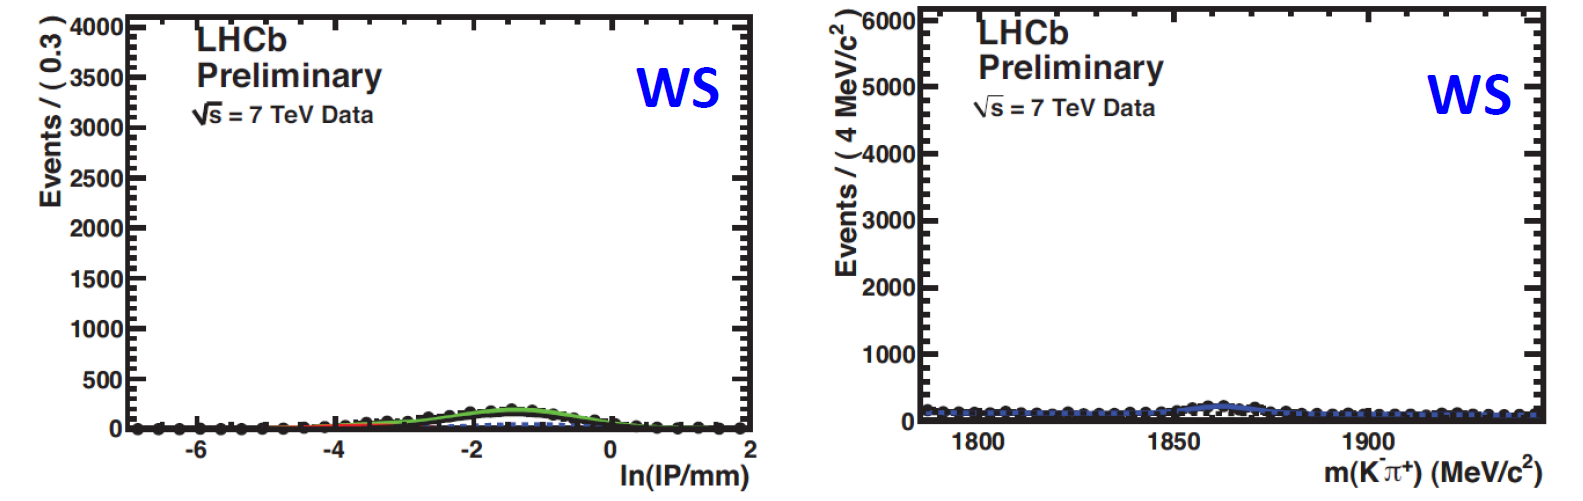 4000
3500
3000
2500
2000
1500
1000
500
0
Events / ( 0.3 )
LHCb
Preliminary
√s = 7 TeV Data
WS
-6 -4 -2 0 2
ln(IP/mm)
6000
5000
4000
3000
2000
1000
0
Events / ( 4 MeV/c²)
LHCb
Preliminary
√s = 7 TeV Data
WS
1800 1850 1900
m(K⁻π⁺) (MeV/c²)